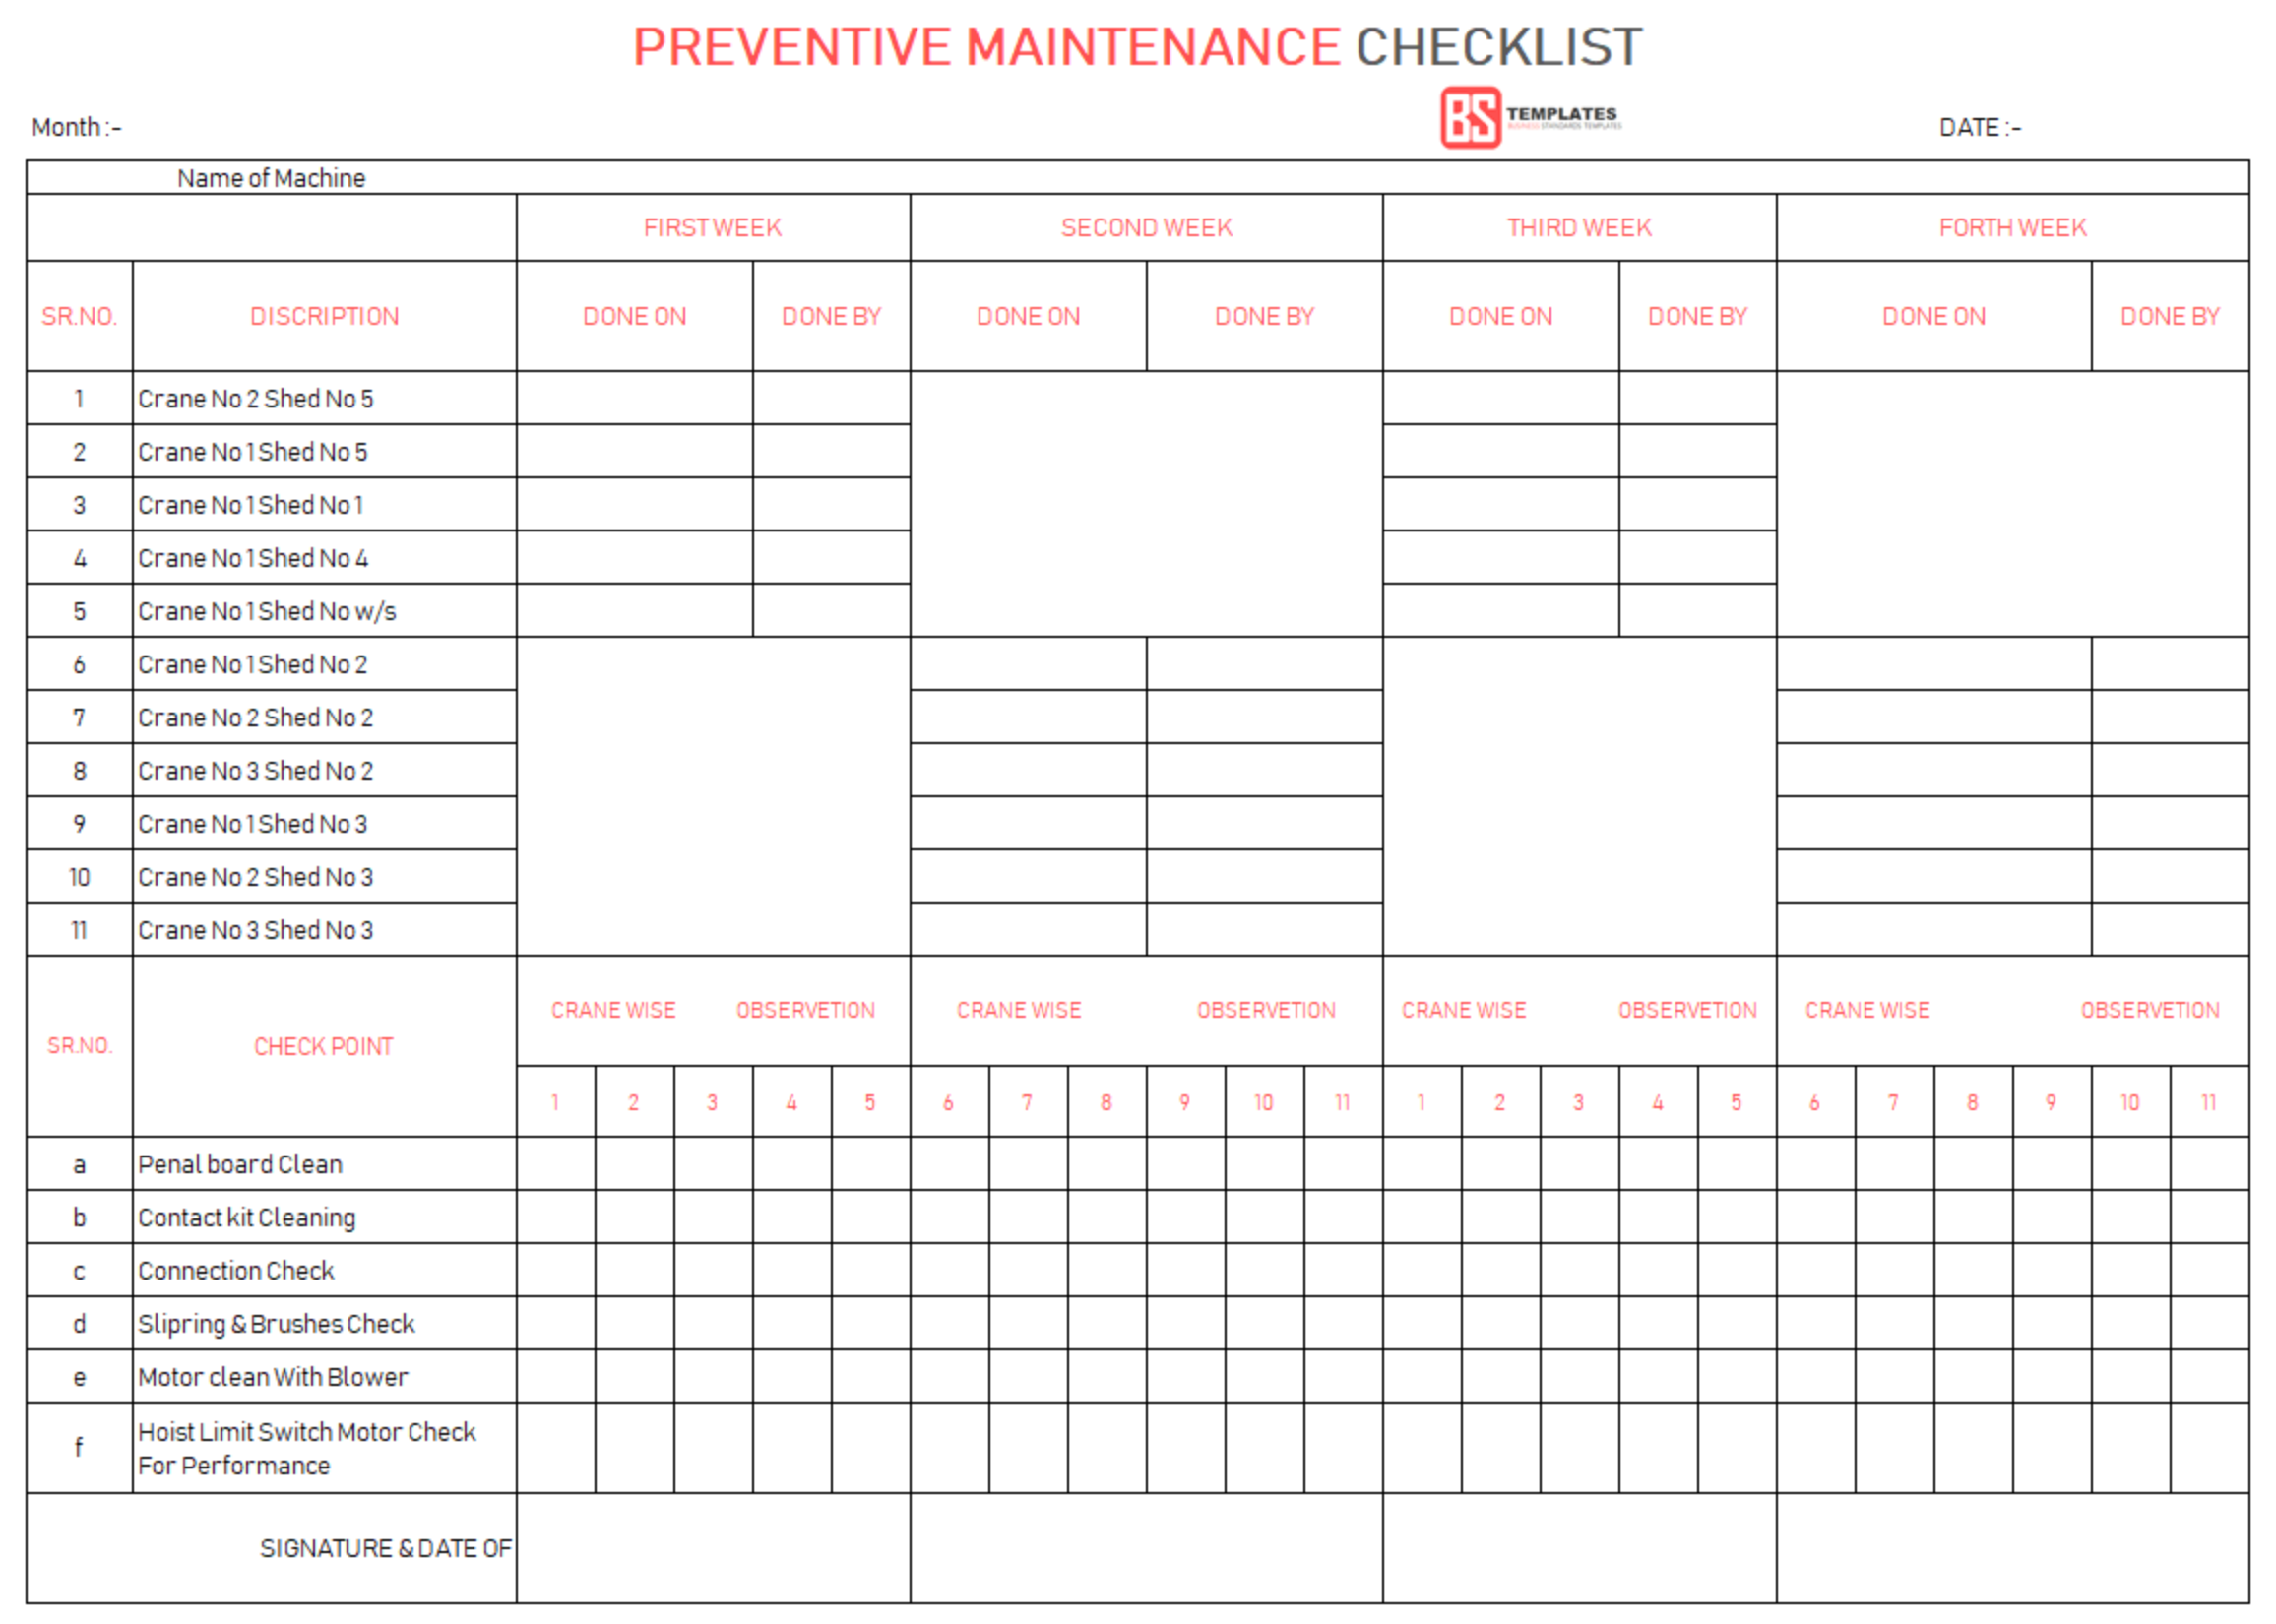 PREVENTIVE MAINTENANCE CHECKLIST
BS TEMPLATES
BUSINESS STANDARDS TEMPLATES
Month :-
DATE :-
Name of Machine
FIRST WEEK SECOND WEEK THIRD WEEK FORTH WEEK
SR.NO. DISCRIPTION DONE ON DONE BY DONE ON DONE BY DONE ON DONE BY DONE ON DONE BY
1 Crane No 2 Shed No 5
2 Crane No 1 Shed No 5
3 Crane No 1 Shed No 1
4 Crane No 1 Shed No 4
5 Crane No 1 Shed No w/s
6 Crane No 1 Shed No 2
7 Crane No 2 Shed No 2
8 Crane No 3 Shed No 2
9 Crane No 1 Shed No 3
10 Crane No 2 Shed No 3
11 Crane No 3 Shed No 3
SR.NO. CHECK POINT CRANE WISE OBSERVETION CRANE WISE OBSERVETION CRANE WISE OBSERVETION CRANE WISE OBSERVETION
1 2 3 4 5 6 7 8 9 10 11 1 2 3 4 5 6 7 8 9 10 11
a Penal board Clean
b Contact kit Cleaning
c Connection Check
d Slipring & Brushes Check
e Motor clean With Blower
f Hoist Limit Switch Motor Check
For Performance
SIGNATURE & DATE OF